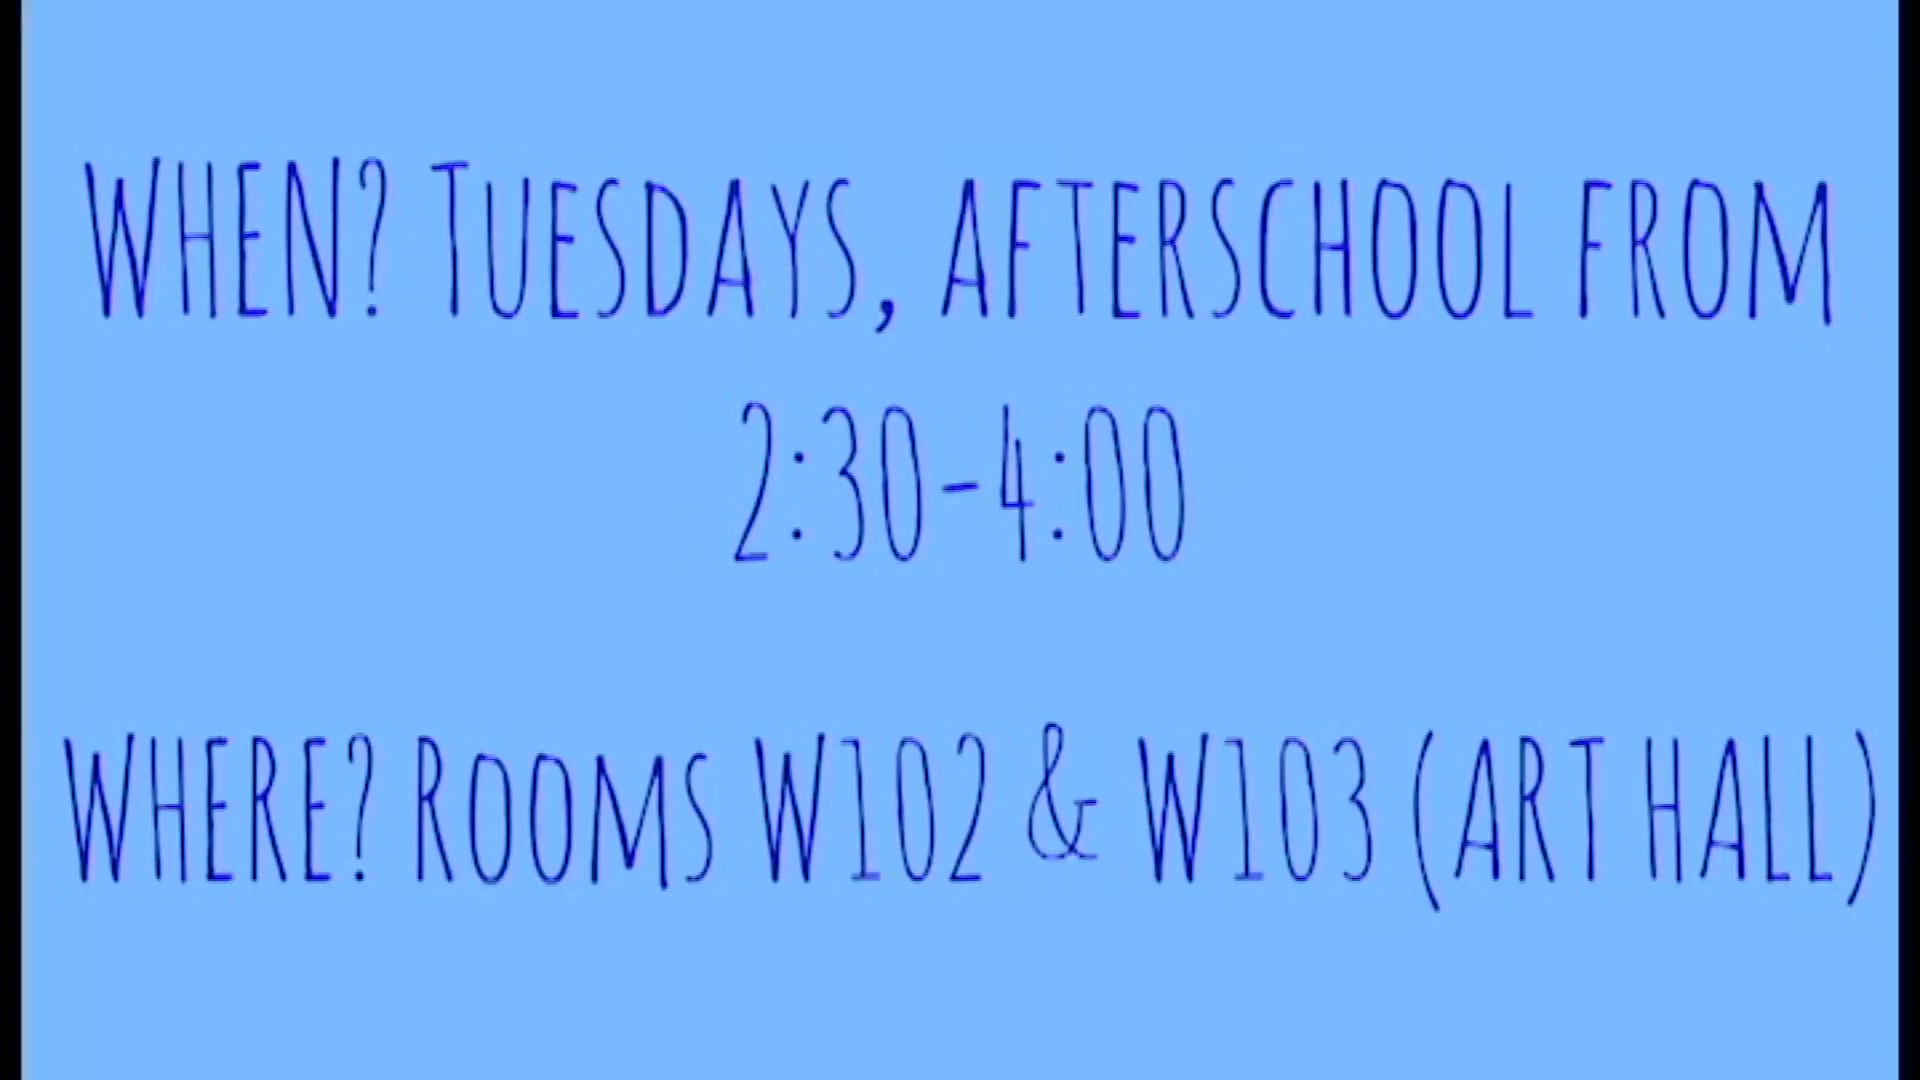 WHEN? TUESDAYS, AFTERSCHOOL FROM
2:30-4:00
WHERE? ROOMS W102 & W103 (ART HALL)